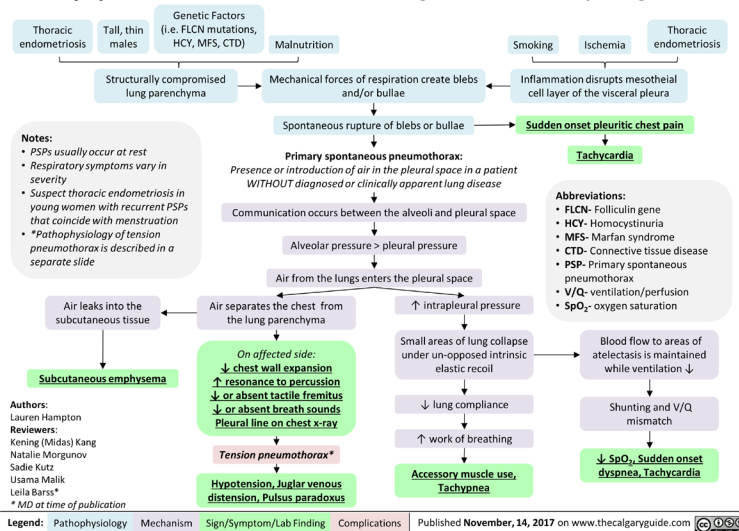 Thoracic
endometriosis
Tall, thin
males
Genetic Factors
(i.e. FLCN mutations,
HCY, MFS, CTD)
Malnutrition
Smoking
Ischemia
Thoracic
endometriosis
Structurally compromised
lung parenchyma
Mechanical forces of respiration create blebs
and/or bullae
Inflammation disrupts mesotheial
cell layer of the visceral pleura
Spontaneous rupture of blebs or bullae
Sudden onset pleuritic chest pain
Tachycardia
Notes:
• PSPs usually occur at rest
• Respiratory symptoms vary in
severity
• Suspect thoracic endometriosis in
young women with recurrent PSPs
that coincide with menstruation
• *Pathophysiology of tension
pneumothorax is described in a
separate slide
Primary spontaneous pneumothorax:
Presence or introduction of air in the pleural space in a patient
WITHOUT diagnosed or clinically apparent lung disease
Communication occurs between the alveoli and pleural space
Alveolar pressure > pleural pressure
Air from the lungs enters the pleural space
Abbreviations:
• FLCN- Folliculin gene
• HCY- Homocystinuria
• MFS- Marfan syndrome
• CTD- Connective tissue disease
• PSP- Primary spontaneous
pneumothorax
• V/Q- ventilation/perfusion
• SpO2- oxygen saturation
Air leaks into the
subcutaneous tissue
Air separates the chest from
the lung parenchyma
↑ intrapleural pressure
Subcutaneous emphysema
On affected side:
↓ chest wall expansion
↑ resonance to percussion
↓ or absent tactile fremitus
↓ or absent breath sounds
Pleural line on chest x-ray
Small areas of lung collapse
under un-opposed intrinsic
elastic recoil
Blood flow to areas of
atelectasis is maintained
while ventilation ↓
↓ lung compliance
Shunting and V/Q
mismatch
↑ work of breathing
Tension pneumothorax*
Hypotension, Juglar venous
distension, Pulsus paradoxus
Accessory muscle use,
Tachypnea
↓ SpO2, Sudden onset
dyspnea, Tachycardia
Authors:
Lauren Hampton
Reviewers:
Kening (Midas) Kang
Natalie Morgunov
Sadie Kutz
Usama Malik
Leila Barss*
* MD at time of publication
Legend: Pathophysiology Mechanism Sign/Symptom/Lab Finding Complications Published November, 14, 2017 on www.thecalgaryguide.com